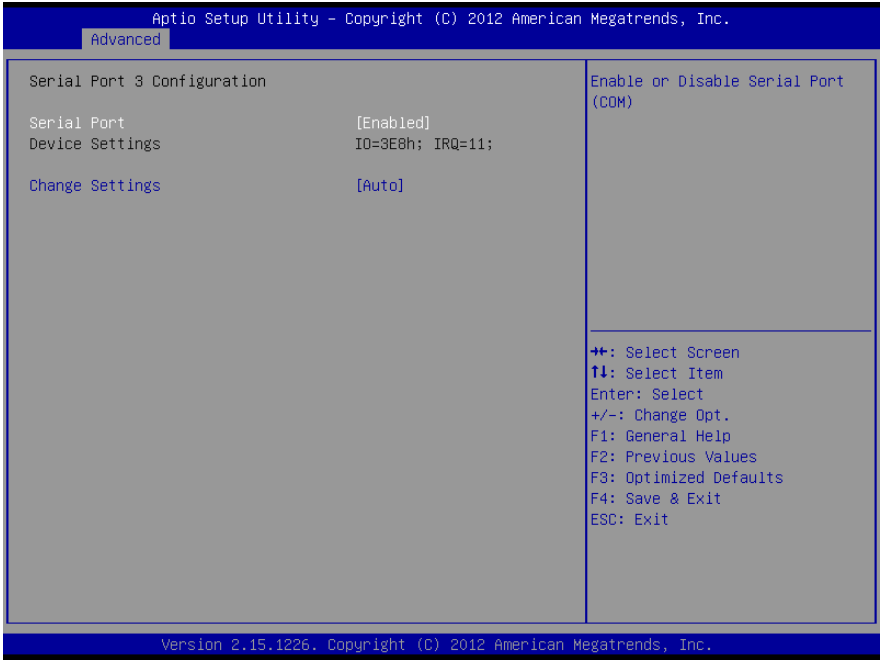 Aptio Setup Utility – Copyright (C) 2012 American Megatrends, Inc.
Advanced
Serial Port 3 Configuration
Serial Port [Enabled]
Device Settings IO=3E8h; IRQ=11;
Change Settings [Auto]
Enable or Disable Serial Port
(COM)
→←: Select Screen
↑↓: Select Item
Enter: Select
+/-: Change Opt.
F1: General Help
F2: Previous Values
F3: Optimized Defaults
F4: Save & Exit
ESC: Exit
Version 2.15.1226. Copyright (C) 2012 American Megatrends, Inc.